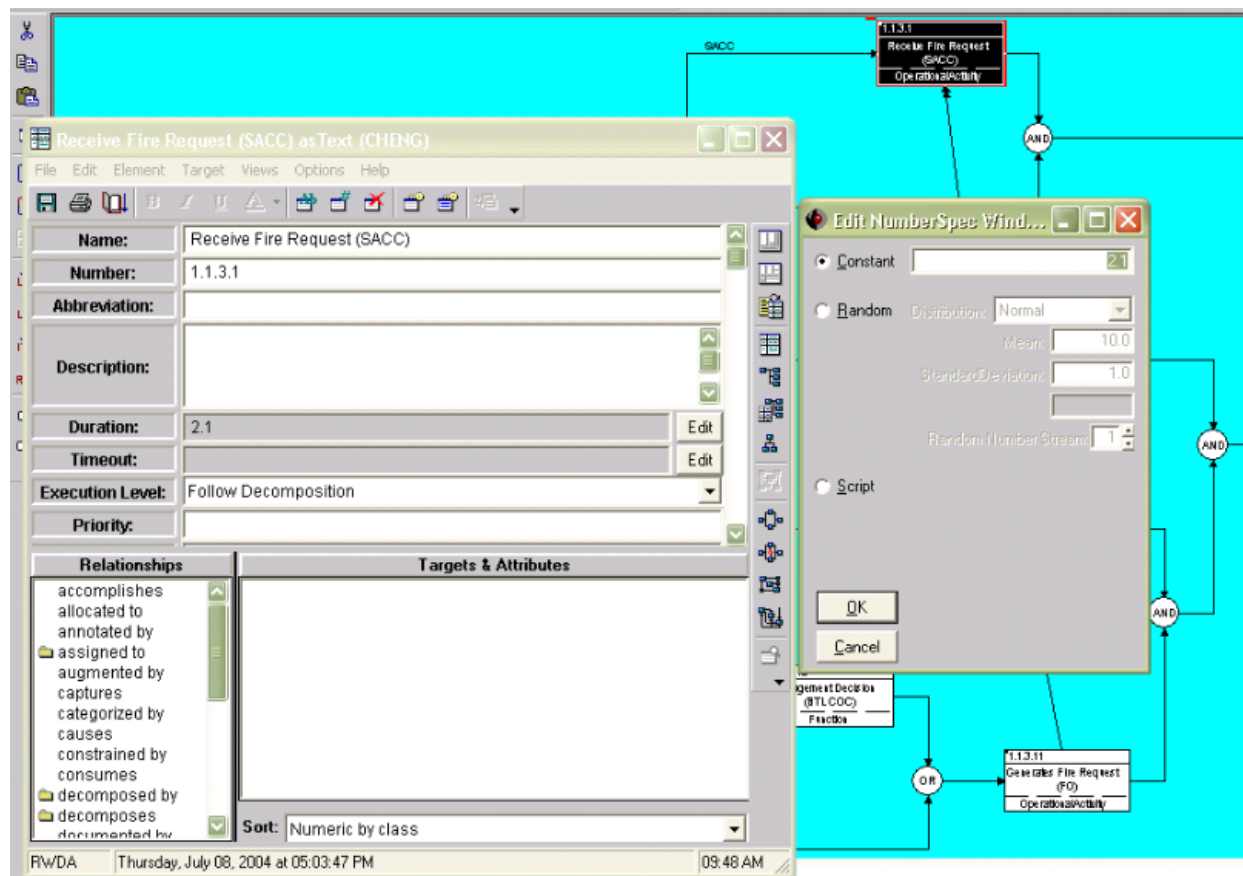 SACC
1.1.3.1
Receive Fire Request
(SACC)
OperationalActivity
AND
Receive Fire Request (SACC) asText (CHENG)
File Edit Element Target Views Options Help
B I U A
Name: Receive Fire Request (SACC)
Number: 1.1.3.1
Abbreviation:
Description:
Duration: 2.1 Edit
Timeout: Edit
Execution Level: Follow Decomposition
Priority:
Relationships Targets & Attributes
accomplishes
allocated to
annotated by
assigned to
augmented by
captures
categorized by
causes
constrained by
consumes
decomposed by
decomposes
documented by
Sort: Numeric by class
RWDA Thursday, July 08, 2004 at 05:03:47 PM 09:48 AM
Edit NumberSpec Wind...
Constant 2.1
Random Distribution: Normal
Mean: 10.0
StandardDeviation: 1.0
Random Number Stream: 1
Script
OK
Cancel
AND
AND
gement Decision
(BTLCOC)
Function
OR
1.1.3.11
Generates Fire Request
(FO)
OperationalActivity